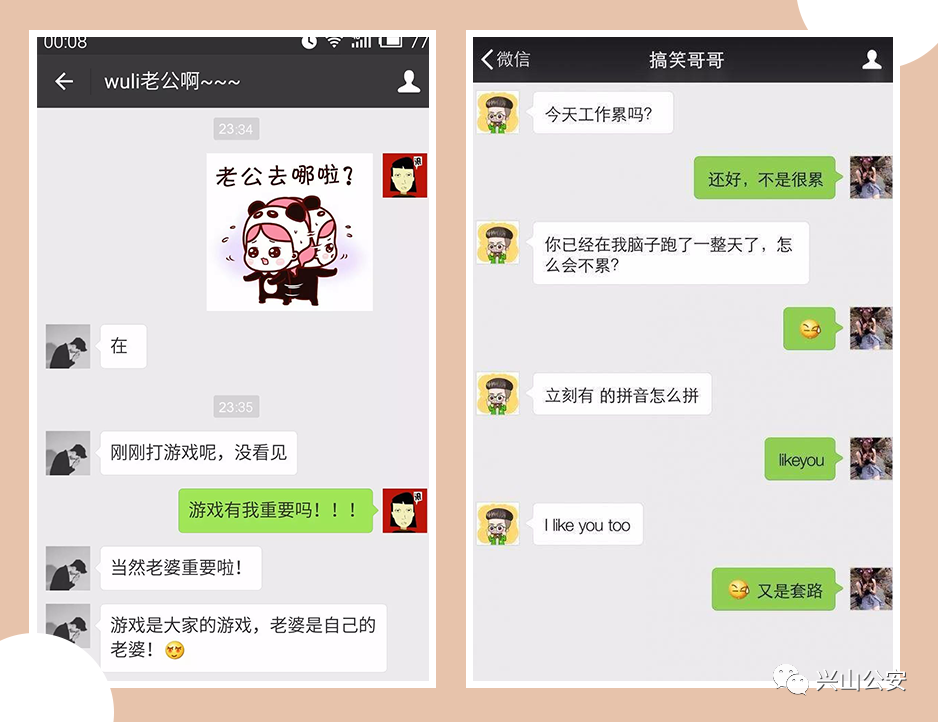 00:08
77
wuli老公啊~~~
23:34
老公去哪啦?
在
23:35
刚刚打游戏呢，没看见
游戏有我重要吗！！！
当然老婆重要啦！
游戏是大家的游戏，老婆是自己的
老婆！
微信
搞笑哥哥
今天工作累吗？
还好，不是很累
你已经在我脑子跑了一整天了，怎
么会不累？
立刻有 的拼音怎么拼
likeyou
I like you too
又是套路
兴山公安